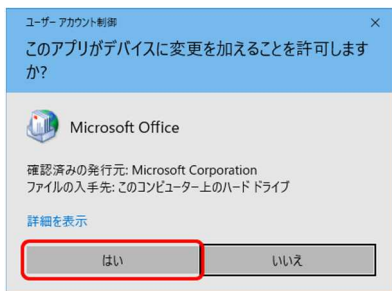 ユーザー アカウント制御
このアプリがデバイスに変更を加えることを許可します
か?
Microsoft Office
確認済みの発行元: Microsoft Corporation
ファイルの入手先: このコンピューター上のハード ドライブ
詳細を表示
はい
いいえ